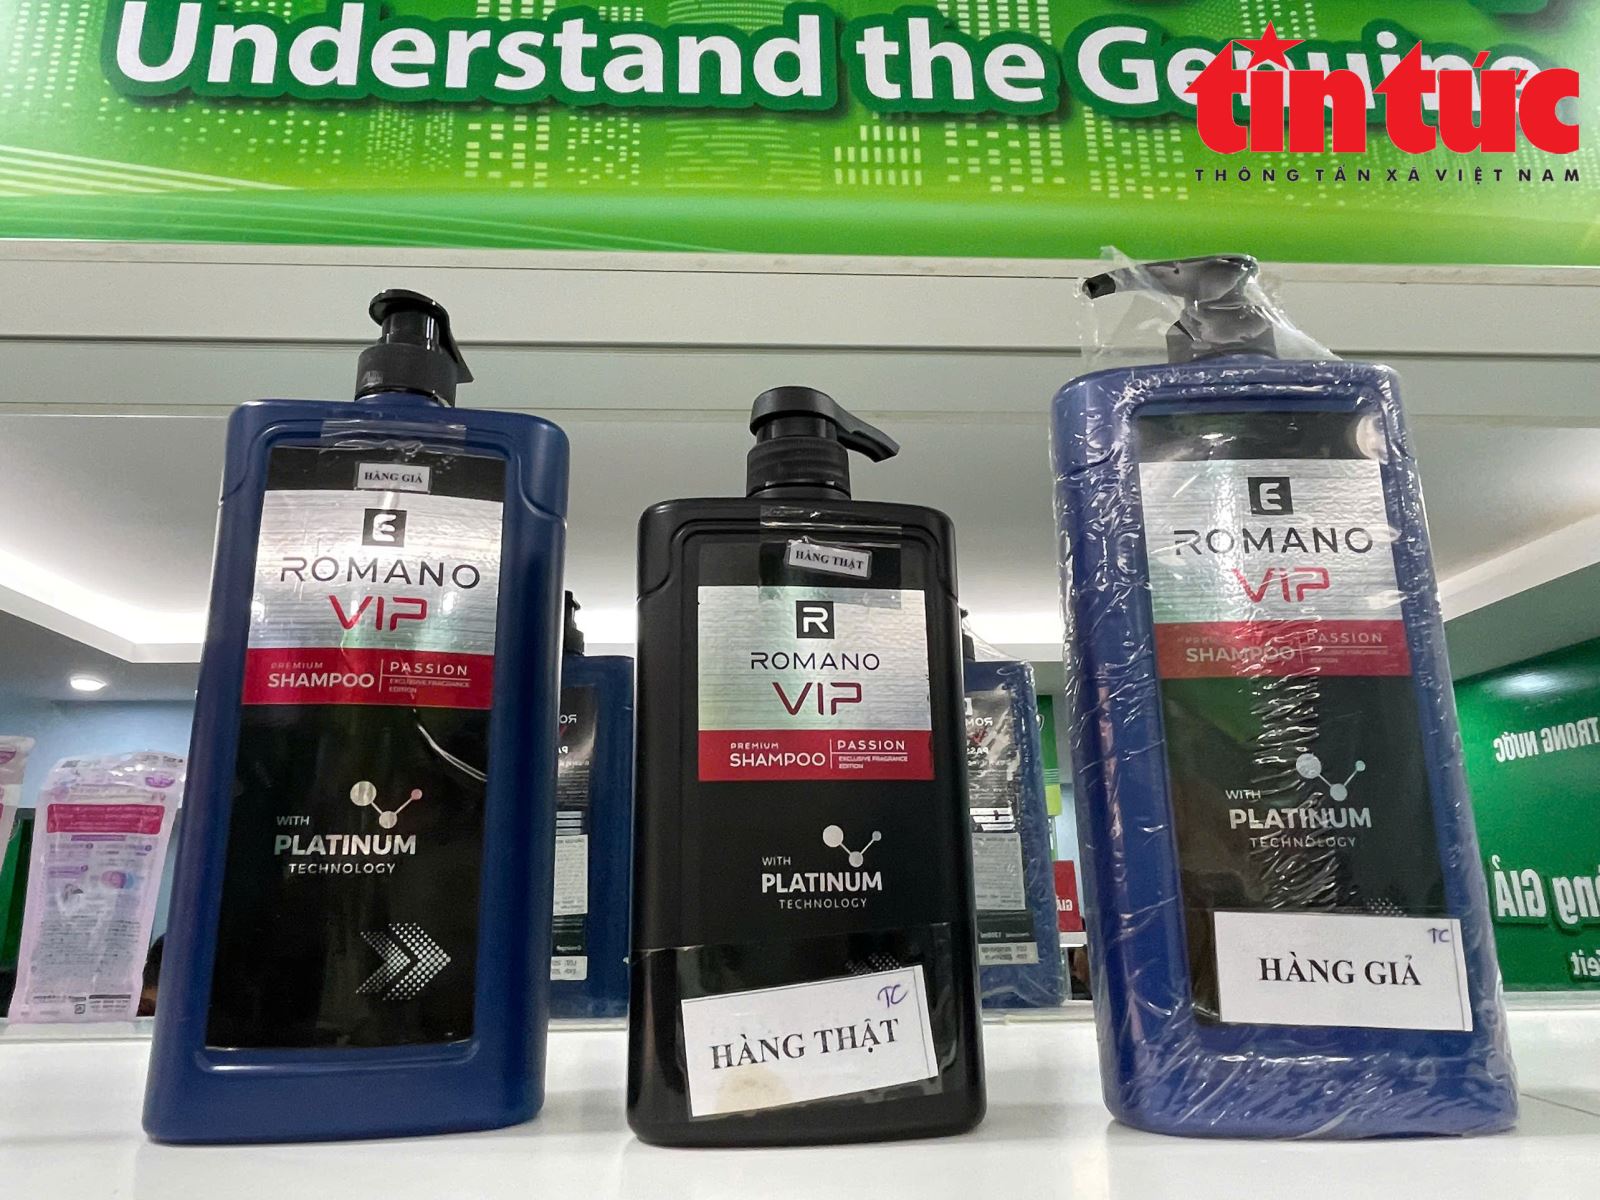 Understand the Genuine
tin tức
THÔNG TẤN XÃ VIỆT NAM
HÀNG GIẢ
E
ROMANO
VIP
PREMIUM
SHAMPOO
PASSION
EXCLUSIVE FRAGRANCE
EDITION
WITH
PLATINUM
TECHNOLOGY
HÀNG THẬT
R
ROMANO
VIP
PREMIUM
SHAMPOO
PASSION
EXCLUSIVE FRAGRANCE
EDITION
WITH
PLATINUM
TECHNOLOGY
TC
HÀNG THẬT
E
ROMANO
VIP
PREMIUM
SHAMPOO
PASSION
WITH
PLATINUM
TECHNOLOGY
TC
HÀNG GIẢ
TRONG NƯỚC
GIẢ